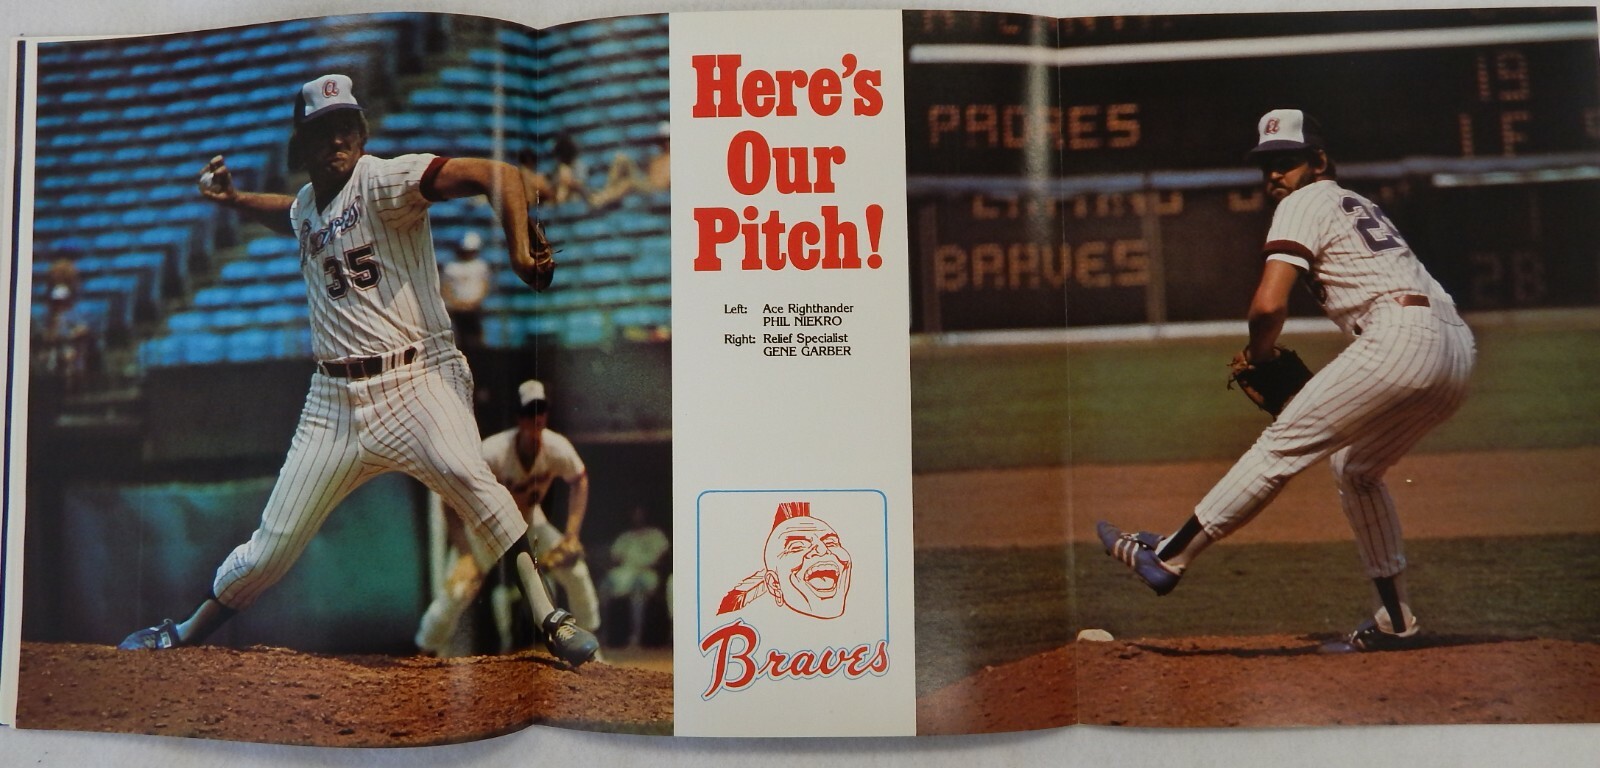 Here's
Our
Pitch!
Left: Ace Righthander
PHIL NIEKRO
Right: Relief Specialist
GENE GARBER
Braves
a
Braves
35
PADRES
BRAVES
28
a
26